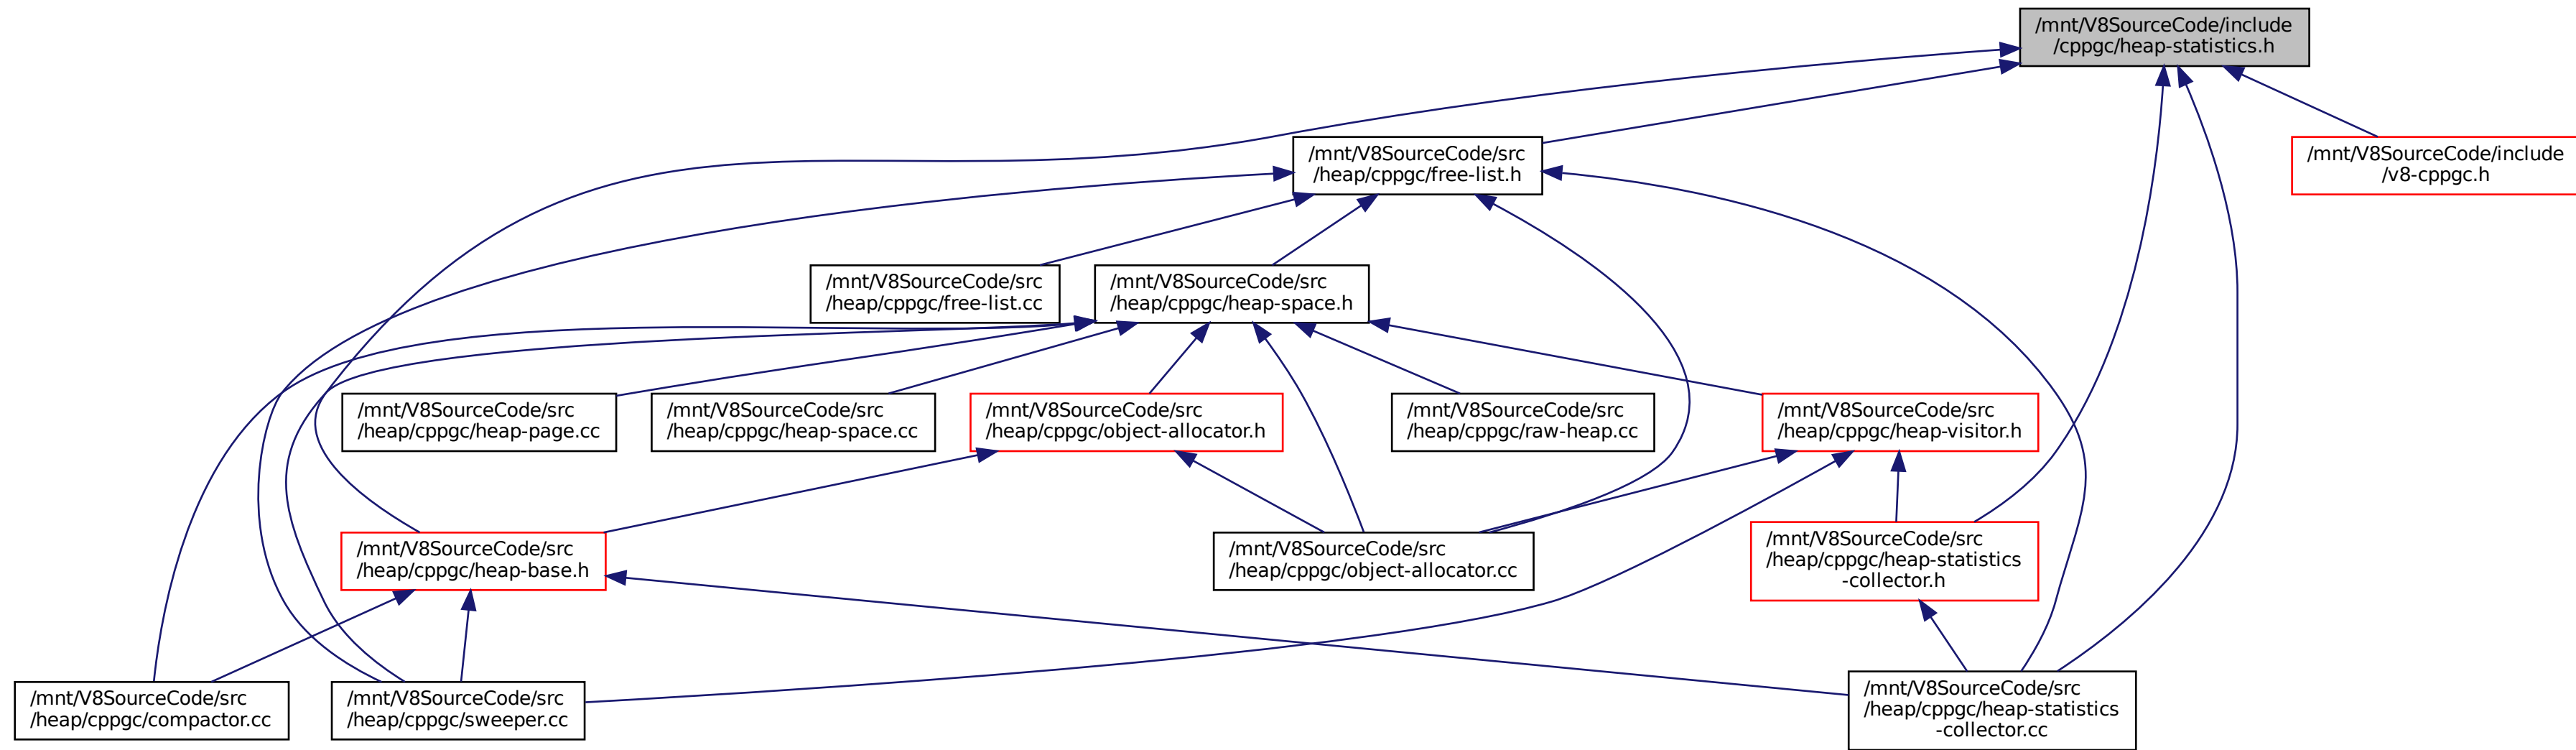 /mnt/V8SourceCode/include
/cppgc/heap-statistics.h
/mnt/V8SourceCode/src
/heap/cppgc/free-list.h
/mnt/V8SourceCode/include
/v8-cppgc.h
/mnt/V8SourceCode/src
/heap/cppgc/free-list.cc
/mnt/V8SourceCode/src
/heap/cppgc/heap-space.h
/mnt/V8SourceCode/src
/heap/cppgc/heap-page.cc
/mnt/V8SourceCode/src
/heap/cppgc/heap-space.cc
/mnt/V8SourceCode/src
/heap/cppgc/object-allocator.h
/mnt/V8SourceCode/src
/heap/cppgc/raw-heap.cc
/mnt/V8SourceCode/src
/heap/cppgc/heap-visitor.h
/mnt/V8SourceCode/src
/heap/cppgc/heap-base.h
/mnt/V8SourceCode/src
/heap/cppgc/object-allocator.cc
/mnt/V8SourceCode/src
/heap/cppgc/heap-statistics
-collector.h
/mnt/V8SourceCode/src
/heap/cppgc/compactor.cc
/mnt/V8SourceCode/src
/heap/cppgc/sweeper.cc
/mnt/V8SourceCode/src
/heap/cppgc/heap-statistics
-collector.cc